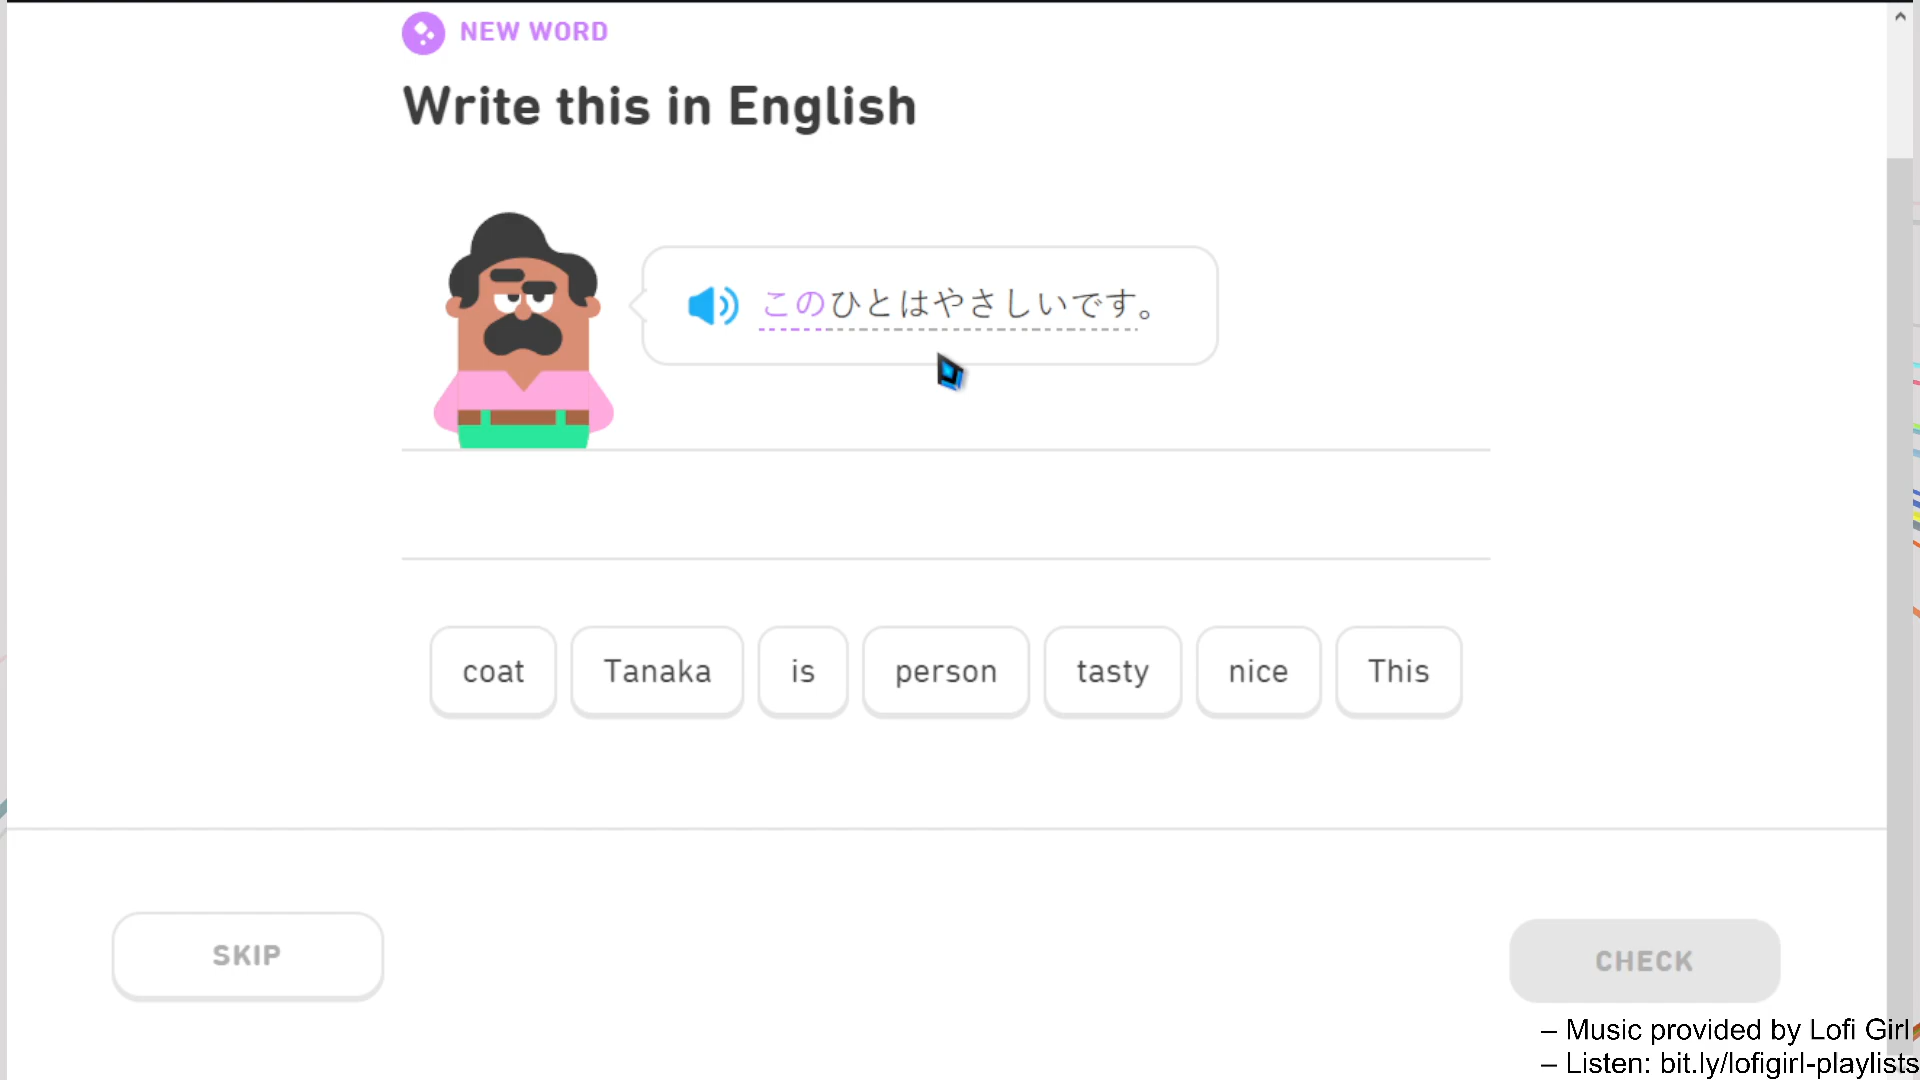 NEW WORD
Write this in English
このひとはやさしいです。
coat Tanaka is person tasty nice This
SKIP
CHECK
– Music provided by Lofi Girl
– Listen: bit.ly/lofigirl-playlists